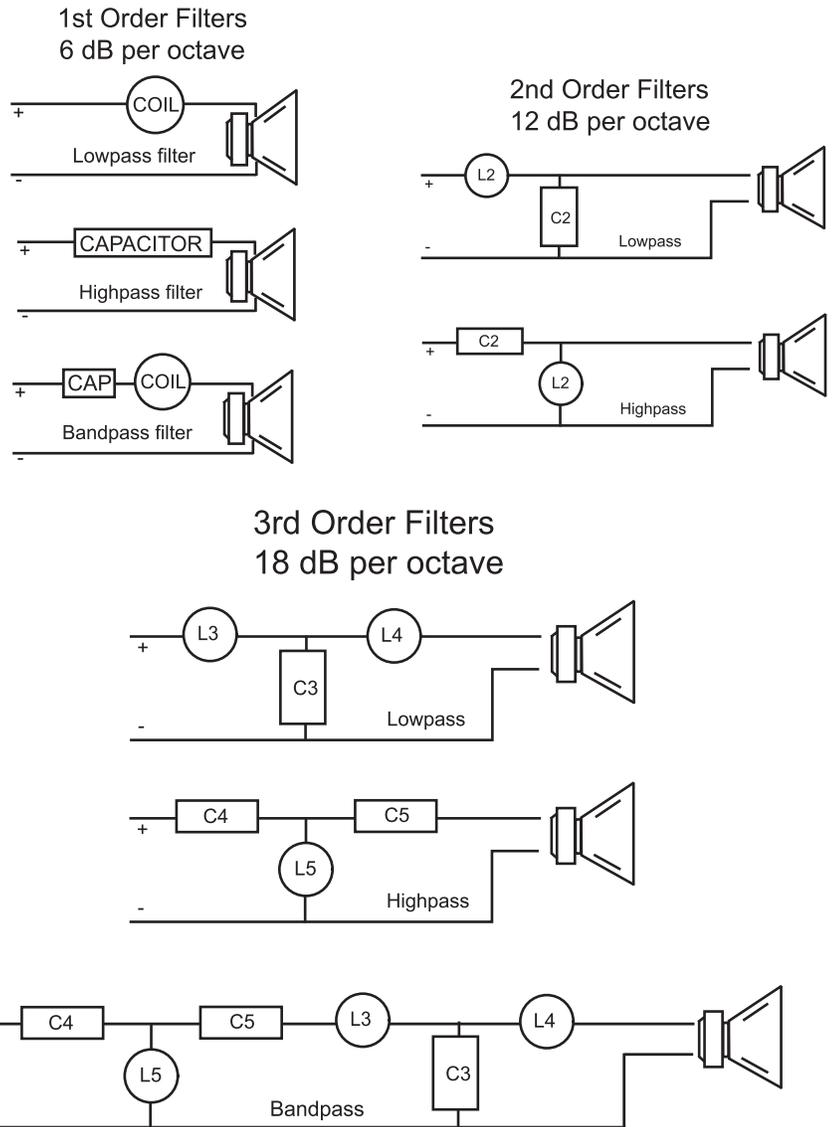 1st Order Filters
6 dB per octave
+
COIL
Lowpass filter
-
+
CAPACITOR
Highpass filter
-
+
CAP
COIL
Bandpass filter
-
2nd Order Filters
12 dB per octave
+
L2
C2
-
Lowpass
+
C2
L2
-
Highpass
3rd Order Filters
18 dB per octave
+
L3
L4
C3
-
Lowpass
+
C4
C5
L5
-
Highpass
C4
C5
L3
L4
L5
C3
Bandpass